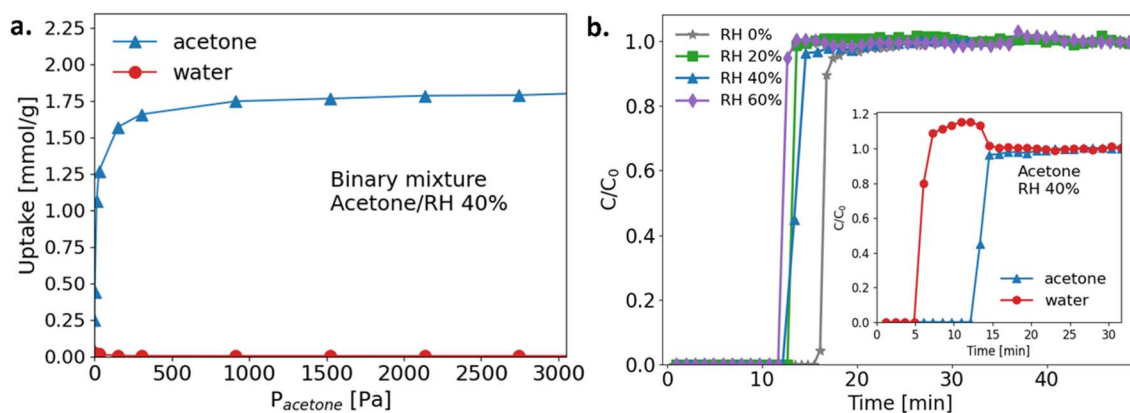 a.
2.25
2.00
1.75
1.50
1.25
1.00
0.75
0.50
0.25
0.00
Uptake [mmol/g]
acetone
water
Binary mixture
Acetone/RH 40%
0 500 1000 1500 2000 2500 3000
Pacetone [Pa]
b.
1.0
0.8
0.6
0.4
0.2
0.0
C/C0
RH 0%
RH 20%
RH 40%
RH 60%
1.2
1.0
0.8
0.6
0.4
0.2
0.0
C/C0
Acetone
RH 40%
acetone
water
0 5 10 15 20 25 30
Time [min]
0 10 20 30 40
Time [min]